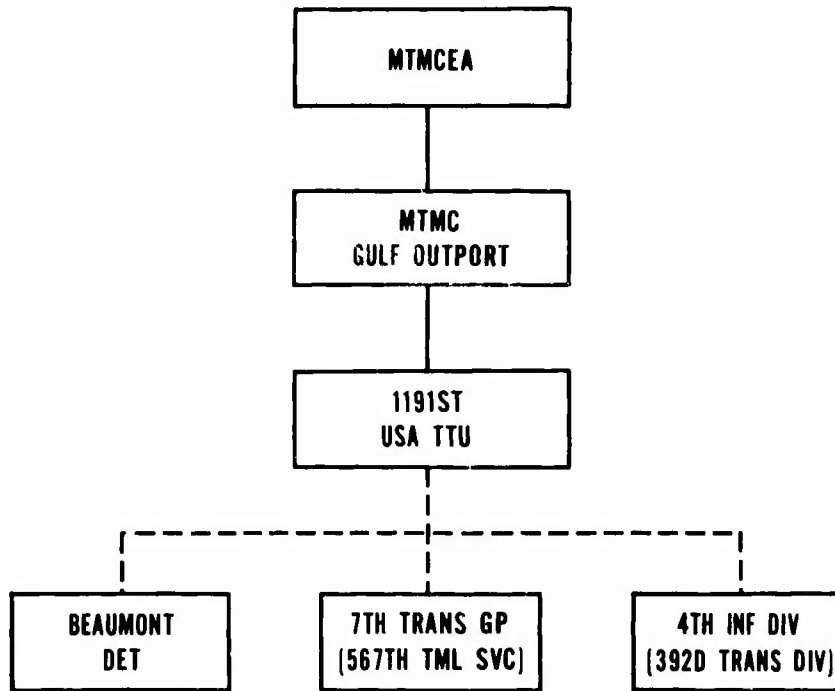 MTMCEA
MTMC
GULF OUTPORT
1191ST
USA TTU
BEAUMONT
DET
7TH TRANS GP
(567TH TML SVC)
4TH INF DIV
(392D TRANS DIV)